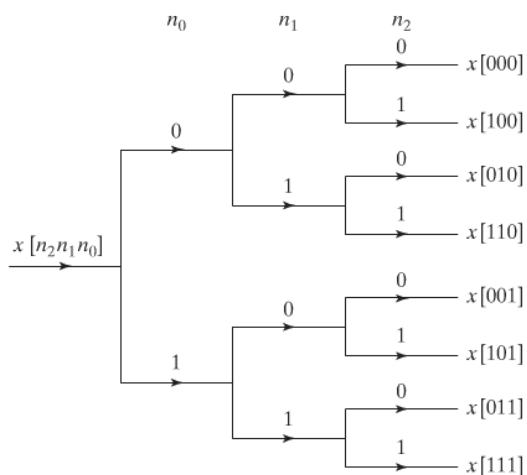 n₀ n₁ n₂
0
x[000]
0
1
x[100]
0
0
x[010]
1
1
x[110]
x[n₂n₁n₀]
0
x[001]
0
1
x[101]
1
0
x[011]
1
1
x[111]